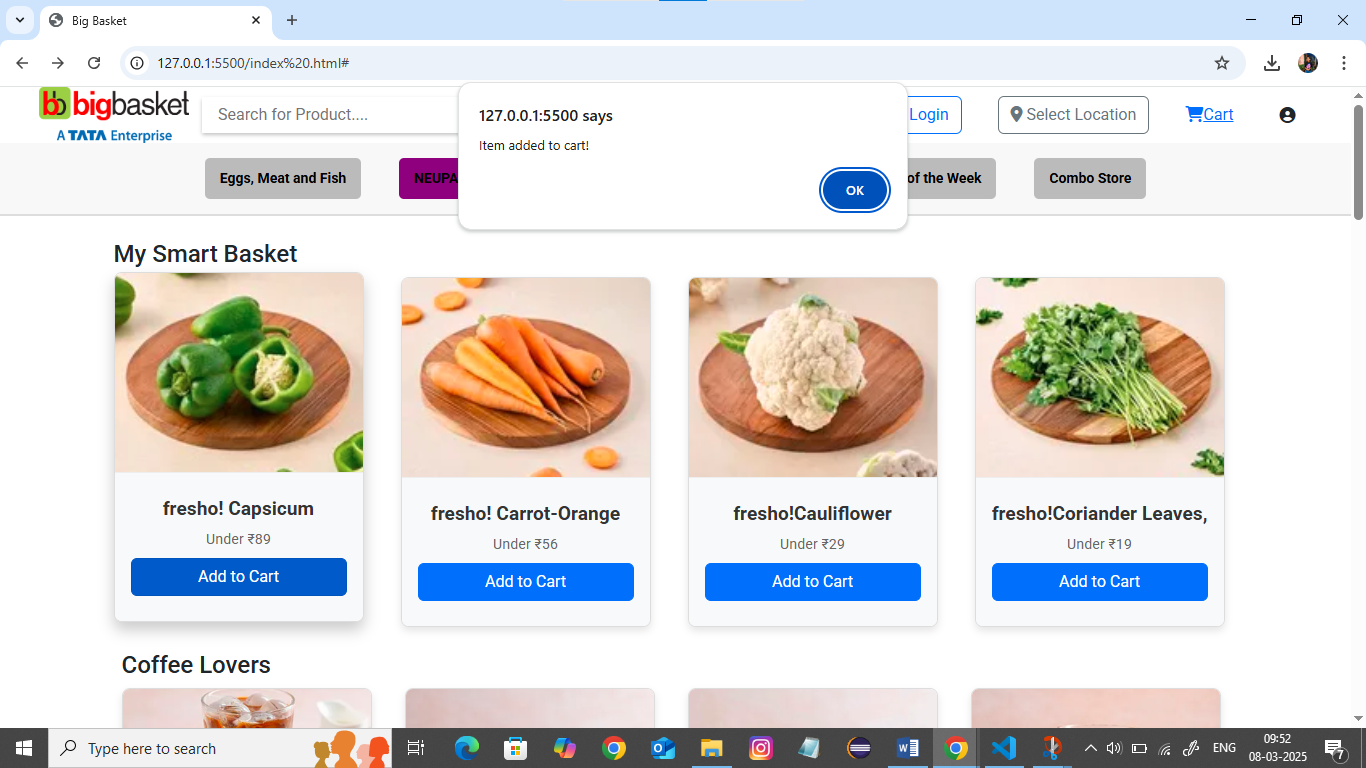 Big Basket
127.0.0.1:5500/index%20.html#
bb bigbasket
A TATA Enterprise
Search for Product....
Login
Select Location
Cart
127.0.0.1:5500 says
Item added to cart!
OK
Eggs, Meat and Fish
NEUPA
of the Week
Combo Store
My Smart Basket
fresho! Capsicum
Under ₹89
Add to Cart
fresho! Carrot-Orange
Under ₹56
Add to Cart
fresho!Cauliflower
Under ₹29
Add to Cart
fresho!Coriander Leaves,
Under ₹19
Add to Cart
Coffee Lovers
Type here to search
ENG
09:52
08-03-2025
7